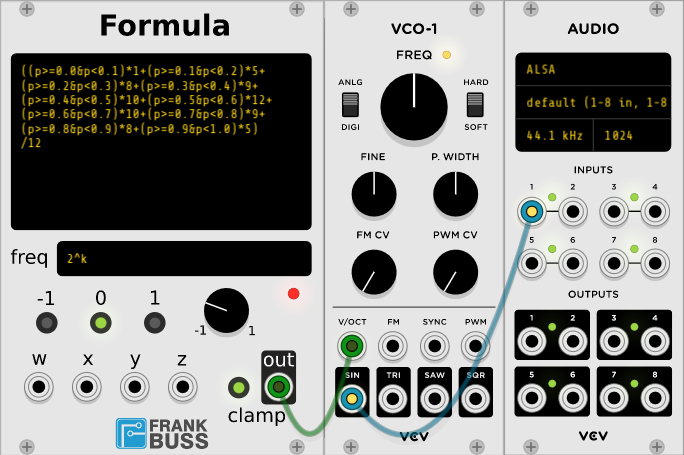 Formula
((p>=0.0&p<0.1)*1+(p>=0.1&p<0.2)*5+
(p>=0.2&p<0.3)*8+(p>=0.3&p<0.4)*9+
(p>=0.4&p<0.5)*10+(p>=0.5&p<0.6)*12+
(p>=0.6&p<0.7)*10+(p>=0.7&p<0.8)*9+
(p>=0.8&p<0.9)*8+(p>=0.9&p<1.0)*5)
/12
freq 2^k
-1 0 1
-1 1
w x y z
out
clamp
FRANK
BUSS
VCO-1
FREQ
ANLG HARD
DIGI SOFT
FINE P. WIDTH
FM CV PWM CV
V/OCT FM SYNC PWM
SIN TRI SAW SQR
VCV
AUDIO
ALSA
default (1-8 in, 1-8
44.1 kHz 1024
INPUTS
1 2 3 4
5 6 7 8
OUTPUTS
1 2 3 4
5 6 7 8
VCV